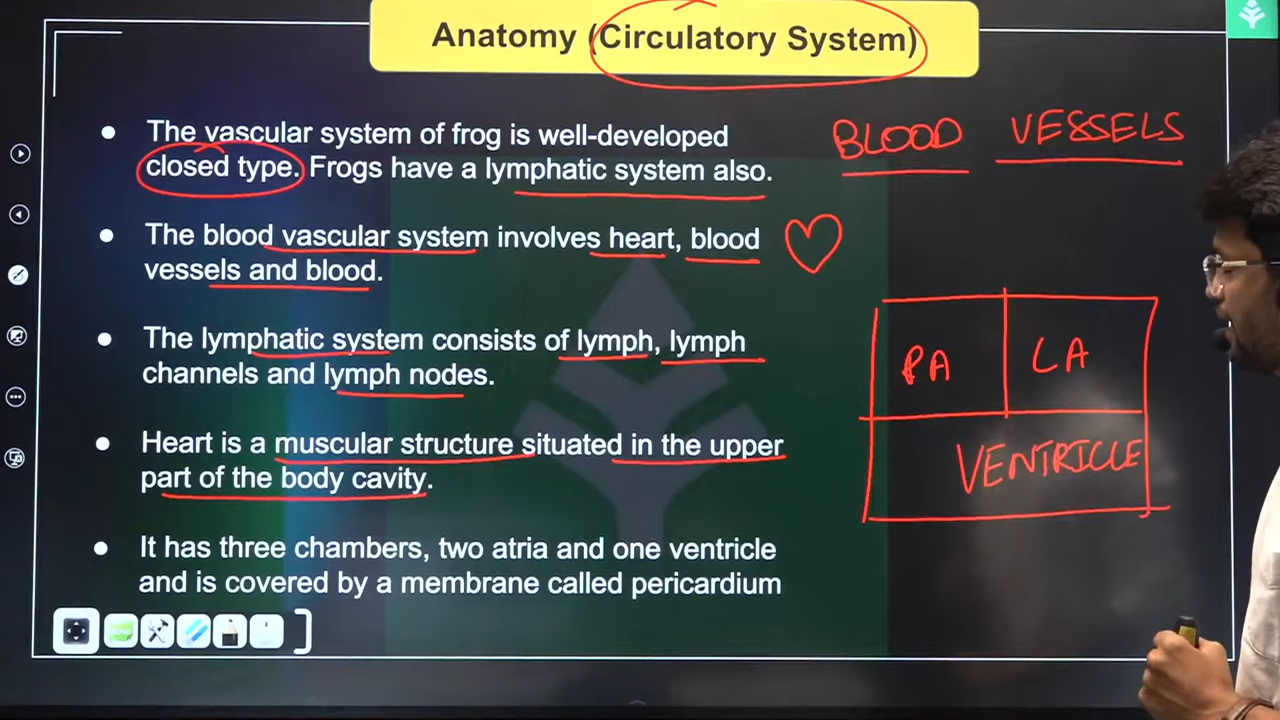 Anatomy (Circulatory System)
The vascular system of frog is well-developed
closed type. Frogs have a lymphatic system also.
The blood vascular system involves heart, blood
vessels and blood.
The lymphatic system consists of lymph, lymph
channels and lymph nodes.
Heart is a muscular structure situated in the upper
part of the body cavity.
It has three chambers, two atria and one ventricle
and is covered by a membrane called pericardium
BLOOD VESSELS
RA LA
VENTRICLE